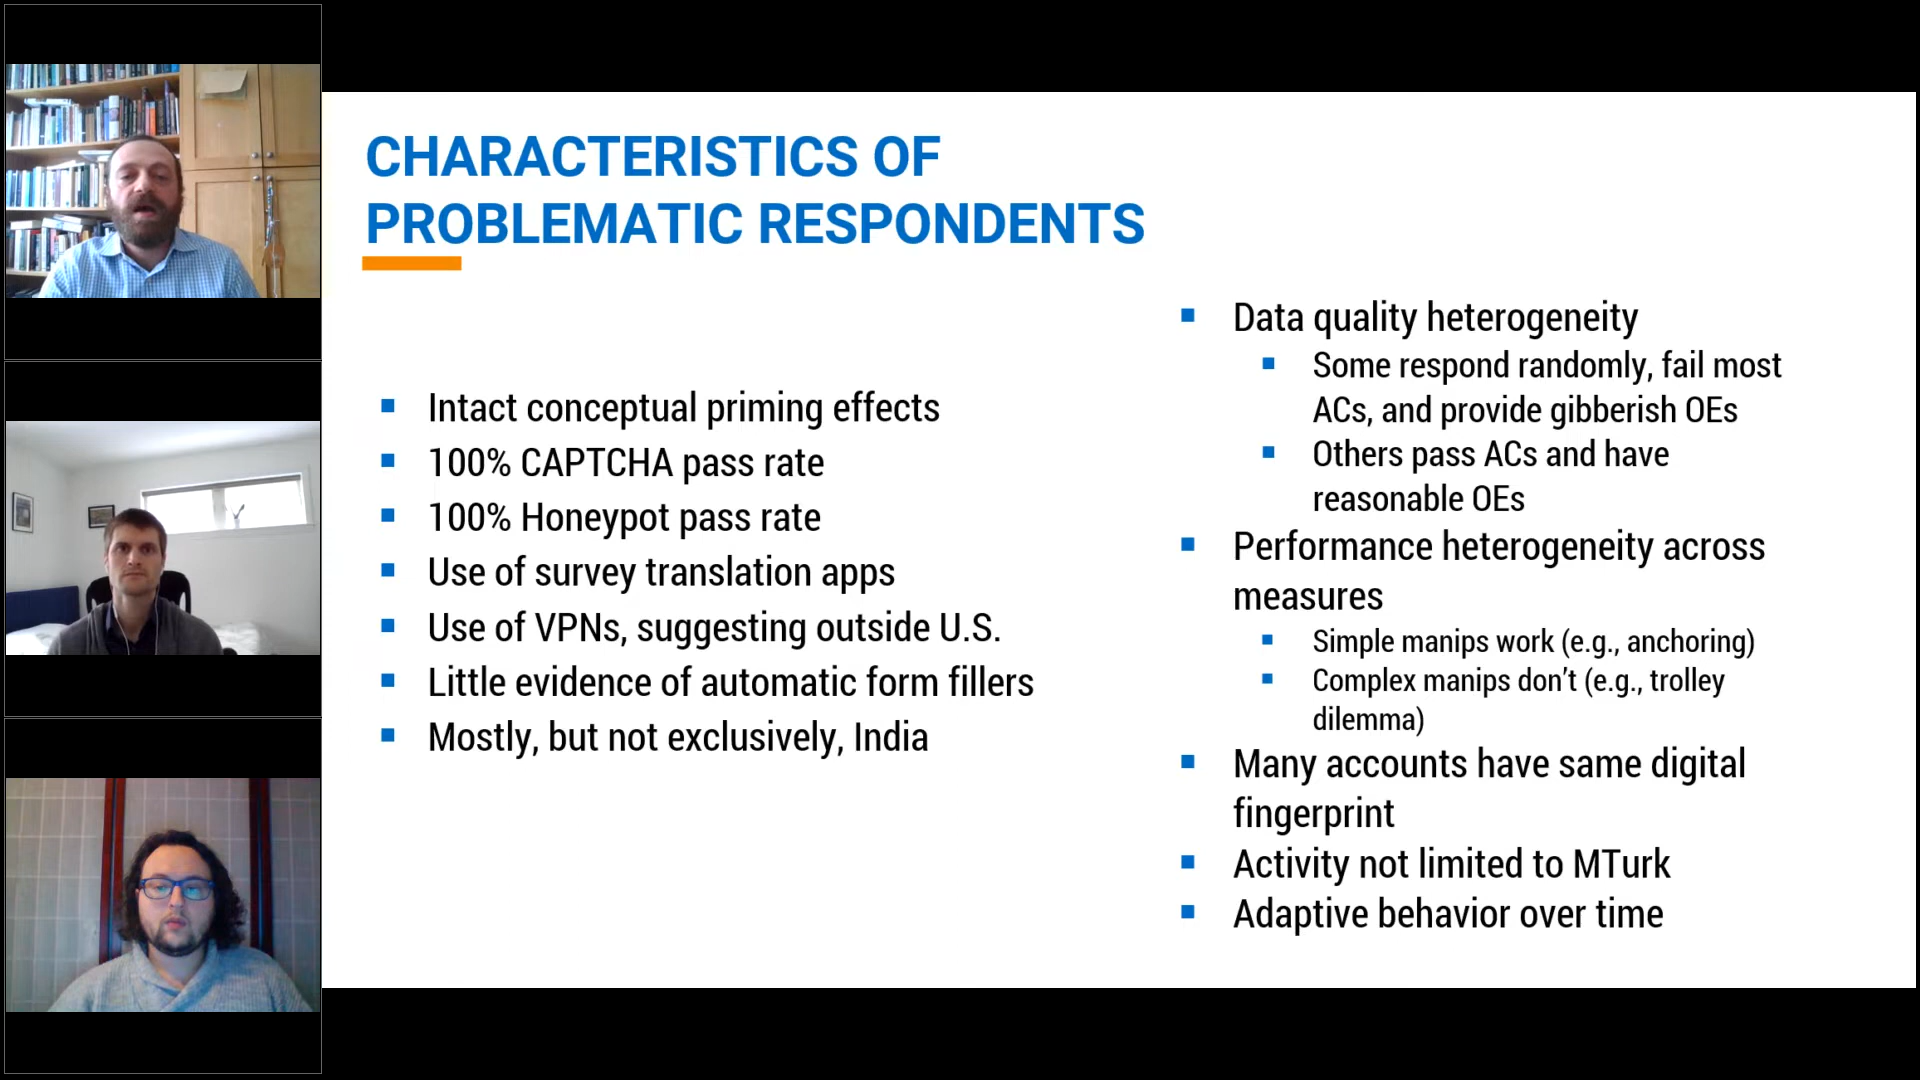 CHARACTERISTICS OF
PROBLEMATIC RESPONDENTS
Intact conceptual priming effects
100% CAPTCHA pass rate
100% Honeypot pass rate
Use of survey translation apps
Use of VPNs, suggesting outside U.S.
Little evidence of automatic form fillers
Mostly, but not exclusively, India
Data quality heterogeneity
Some respond randomly, fail most
ACs, and provide gibberish OEs
Others pass ACs and have
reasonable OEs
Performance heterogeneity across
measures
Simple manips work (e.g., anchoring)
Complex manips don’t (e.g., trolley
dilemma)
Many accounts have same digital
fingerprint
Activity not limited to MTurk
Adaptive behavior over time